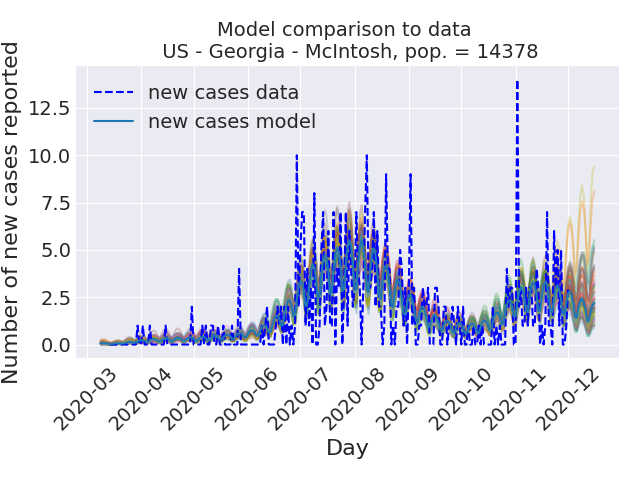 Model comparison to data
US - Georgia - McIntosh, pop. = 14378
Number of new cases reported
12.5
10.0
7.5
5.0
2.5
0.0
new cases data
new cases model
2020-03
2020-04
2020-05
2020-06
2020-07
2020-08
2020-09
2020-10
2020-11
2020-12
Day